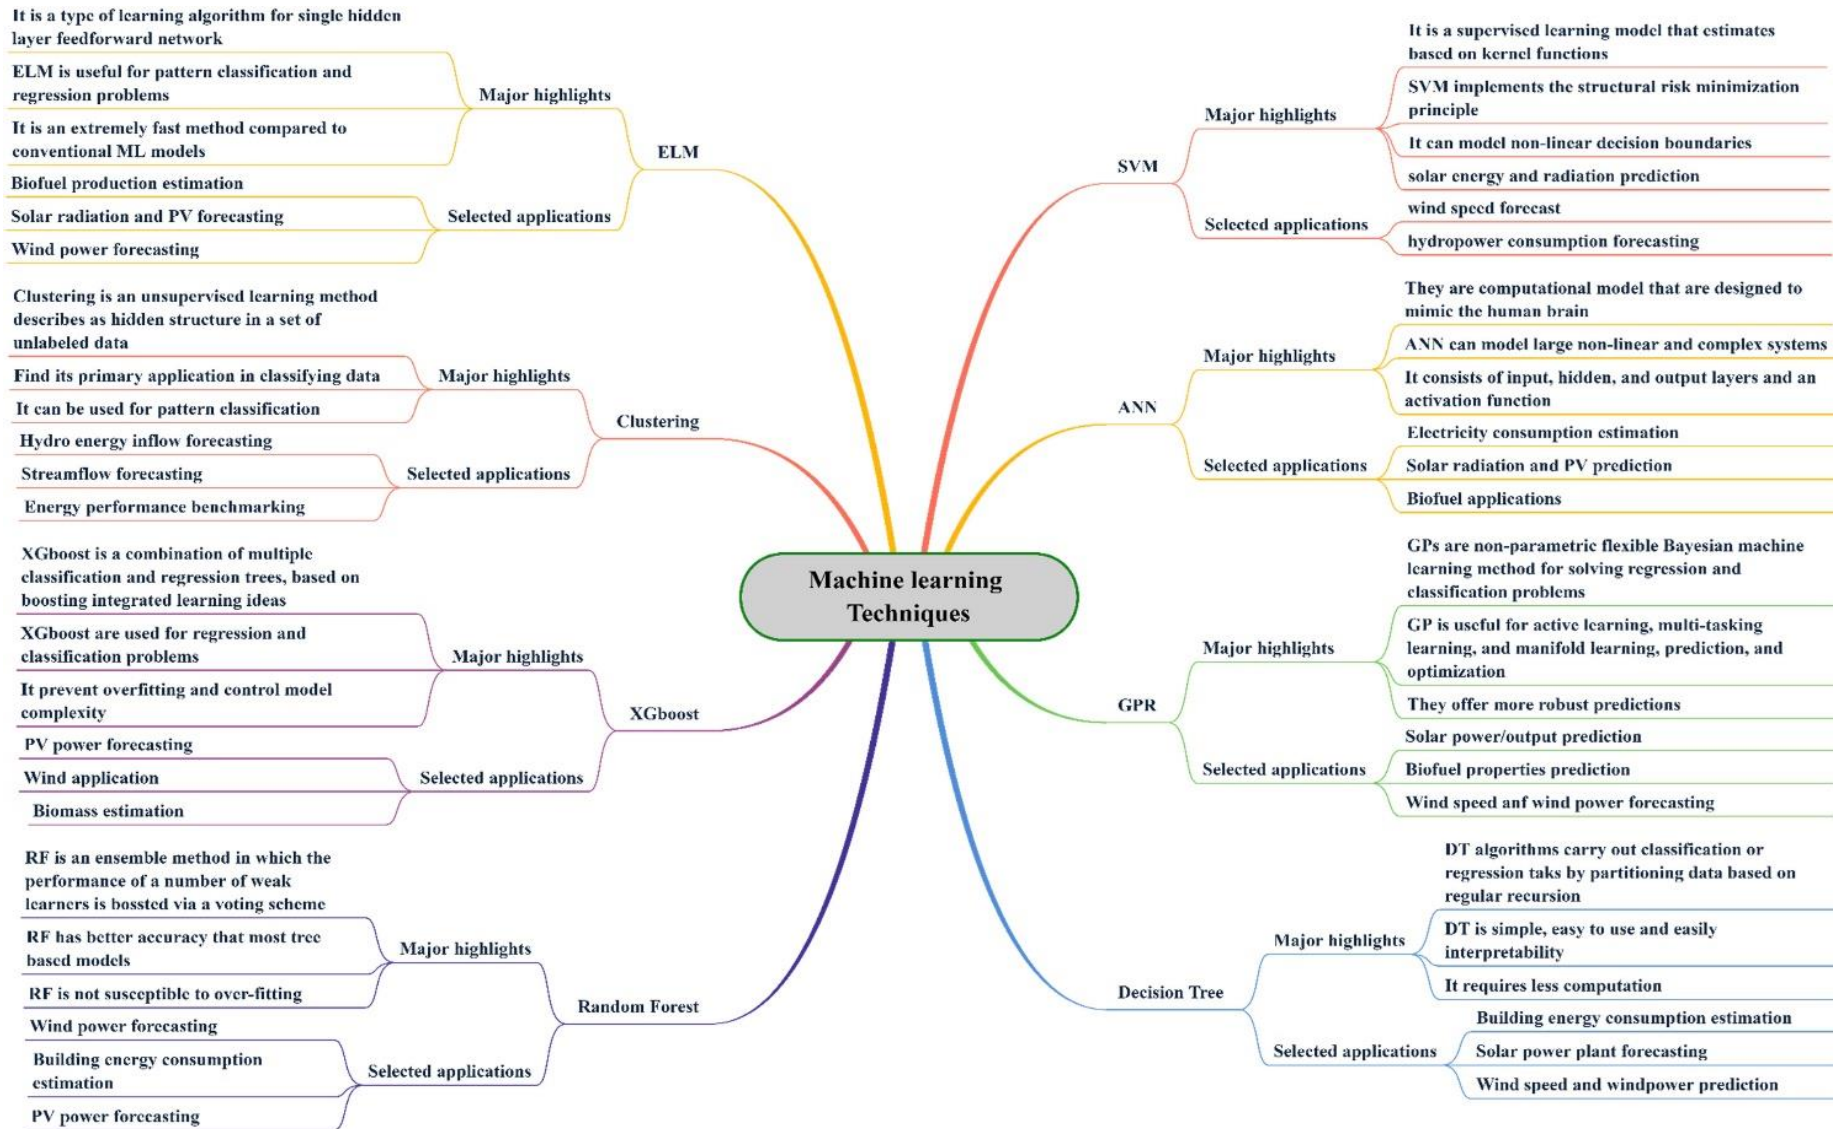 It is a type of learning algorithm for single hidden
layer feedforward network
ELM is useful for pattern classification and
regression problems
It is an extremely fast method compared to
conventional ML models
Major highlights
ELM
Biofuel production estimation
Solar radiation and PV forecasting
Wind power forecasting
Selected applications
Clustering is an unsupervised learning method
describes as hidden structure in a set of
unlabeled data
Find its primary application in classifying data
It can be used for pattern classification
Major highlights
Clustering
Hydro energy inflow forecasting
Streamflow forecasting
Energy performance benchmarking
Selected applications
XGboost is a combination of multiple
classification and regression trees, based on
boosting integrated learning ideas
XGboost are used for regression and
classification problems
It prevent overfitting and control model
complexity
Major highlights
XGboost
PV power forecasting
Wind application
Biomass estimation
Selected applications
RF is an ensemble method in which the
performance of a number of weak
learners is bossted via a voting scheme
RF has better accuracy that most tree
based models
RF is not susceptible to over-fitting
Major highlights
Random Forest
Wind power forecasting
Building energy consumption
estimation
PV power forecasting
Selected applications
Machine learning
Techniques
It is a supervised learning model that estimates
based on kernel functions
SVM implements the structural risk minimization
principle
It can model non-linear decision boundaries
solar energy and radiation prediction
Major highlights
SVM
wind speed forecast
hydropower consumption forecasting
Selected applications
They are computational model that are designed to
mimic the human brain
ANN can model large non-linear and complex systems
It consists of input, hidden, and output layers and an
activation function
Major highlights
ANN
Electricity consumption estimation
Solar radiation and PV prediction
Biofuel applications
Selected applications
GPs are non-parametric flexible Bayesian machine
learning method for solving regression and
classification problems
GP is useful for active learning, multi-tasking
learning, and manifold learning, prediction, and
optimization
They offer more robust predictions
Major highlights
GPR
Solar power/output prediction
Biofuel properties prediction
Wind speed anf wind power forecasting
Selected applications
DT algorithms carry out classification or
regression taks by partitioning data based on
regular recursion
DT is simple, easy to use and easily
interpretability
It requires less computation
Major highlights
Decision Tree
Building energy consumption estimation
Solar power plant forecasting
Wind speed and windpower prediction
Selected applications